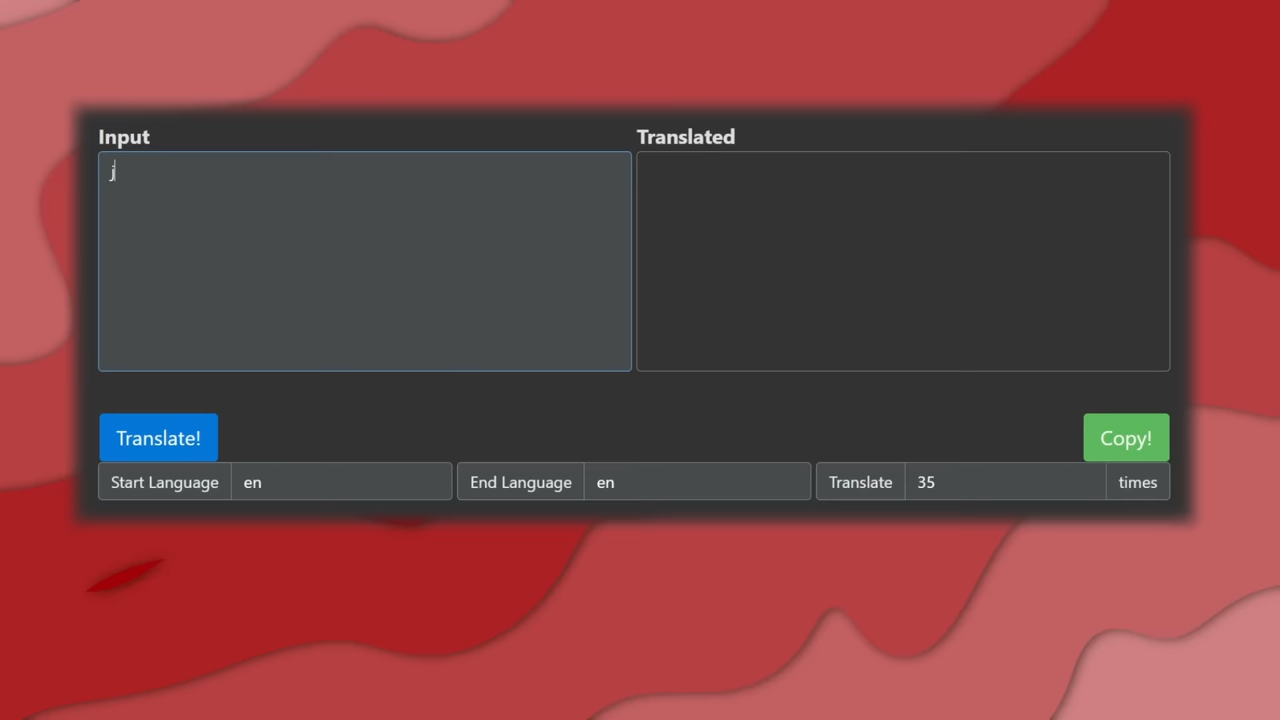 Input
Translated
j
Translate!
Copy!
Start Language en
End Language en
Translate 35 times